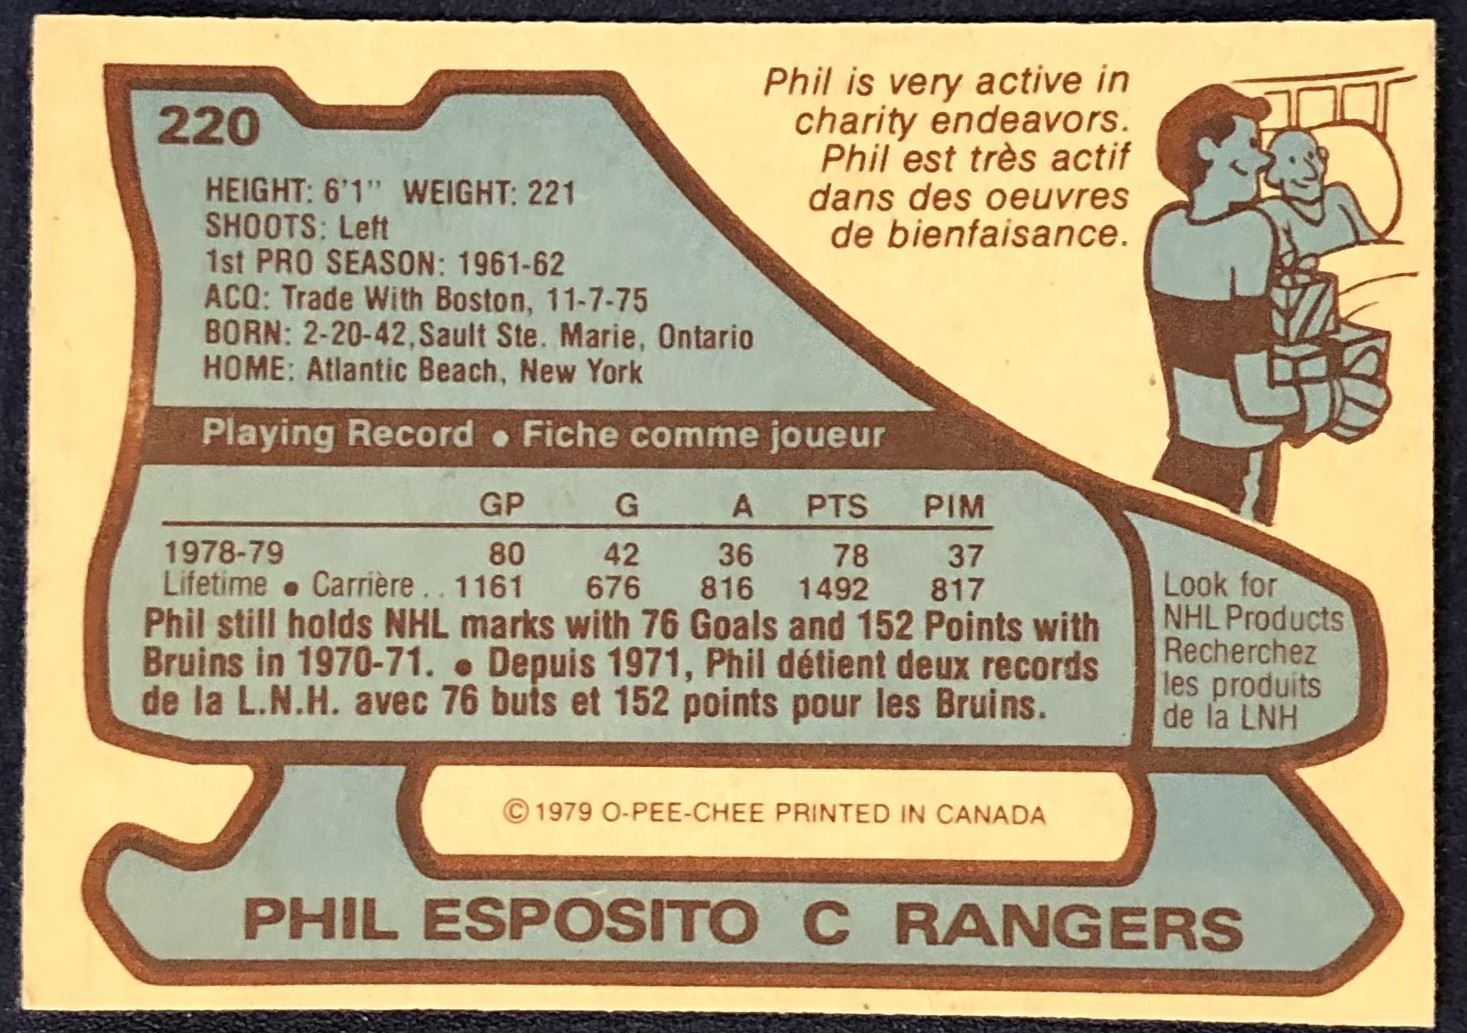 220
Phil is very active in
charity endeavors.
Phil est très actif
dans des oeuvres
de bienfaisance.
HEIGHT: 6'1" WEIGHT: 221
SHOOTS: Left
1st PRO SEASON: 1961-62
ACQ: Trade With Boston, 11-7-75
BORN: 2-20-42, Sault Ste. Marie, Ontario
HOME: Atlantic Beach, New York
Playing Record • Fiche comme joueur
GP G A PTS PIM
1978-79 80 42 36 78 37
Lifetime • Carrière .. 1161 676 816 1492 817
Phil still holds NHL marks with 76 Goals and 152 Points with
Bruins in 1970-71. • Depuis 1971, Phil détient deux records
de la L.N.H. avec 76 buts et 152 points pour les Bruins.
Look for
NHL Products
Recherchez
les produits
de la LNH
© 1979 O-PEE-CHEE PRINTED IN CANADA
PHIL ESPOSITO C RANGERS